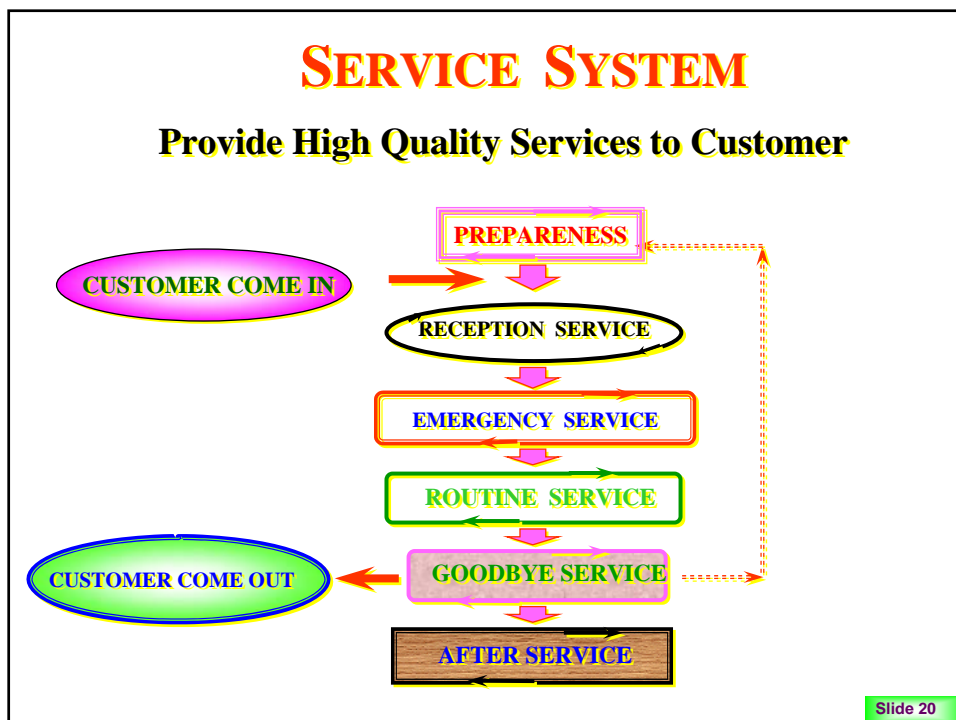 SERVICE SYSTEM
Provide High Quality Services to Customer
PREPARENESS
CUSTOMER COME IN
RECEPTION SERVICE
EMERGENCY SERVICE
ROUTINE SERVICE
CUSTOMER COME OUT
GOODBYE SERVICE
AFTER SERVICE
Slide 20